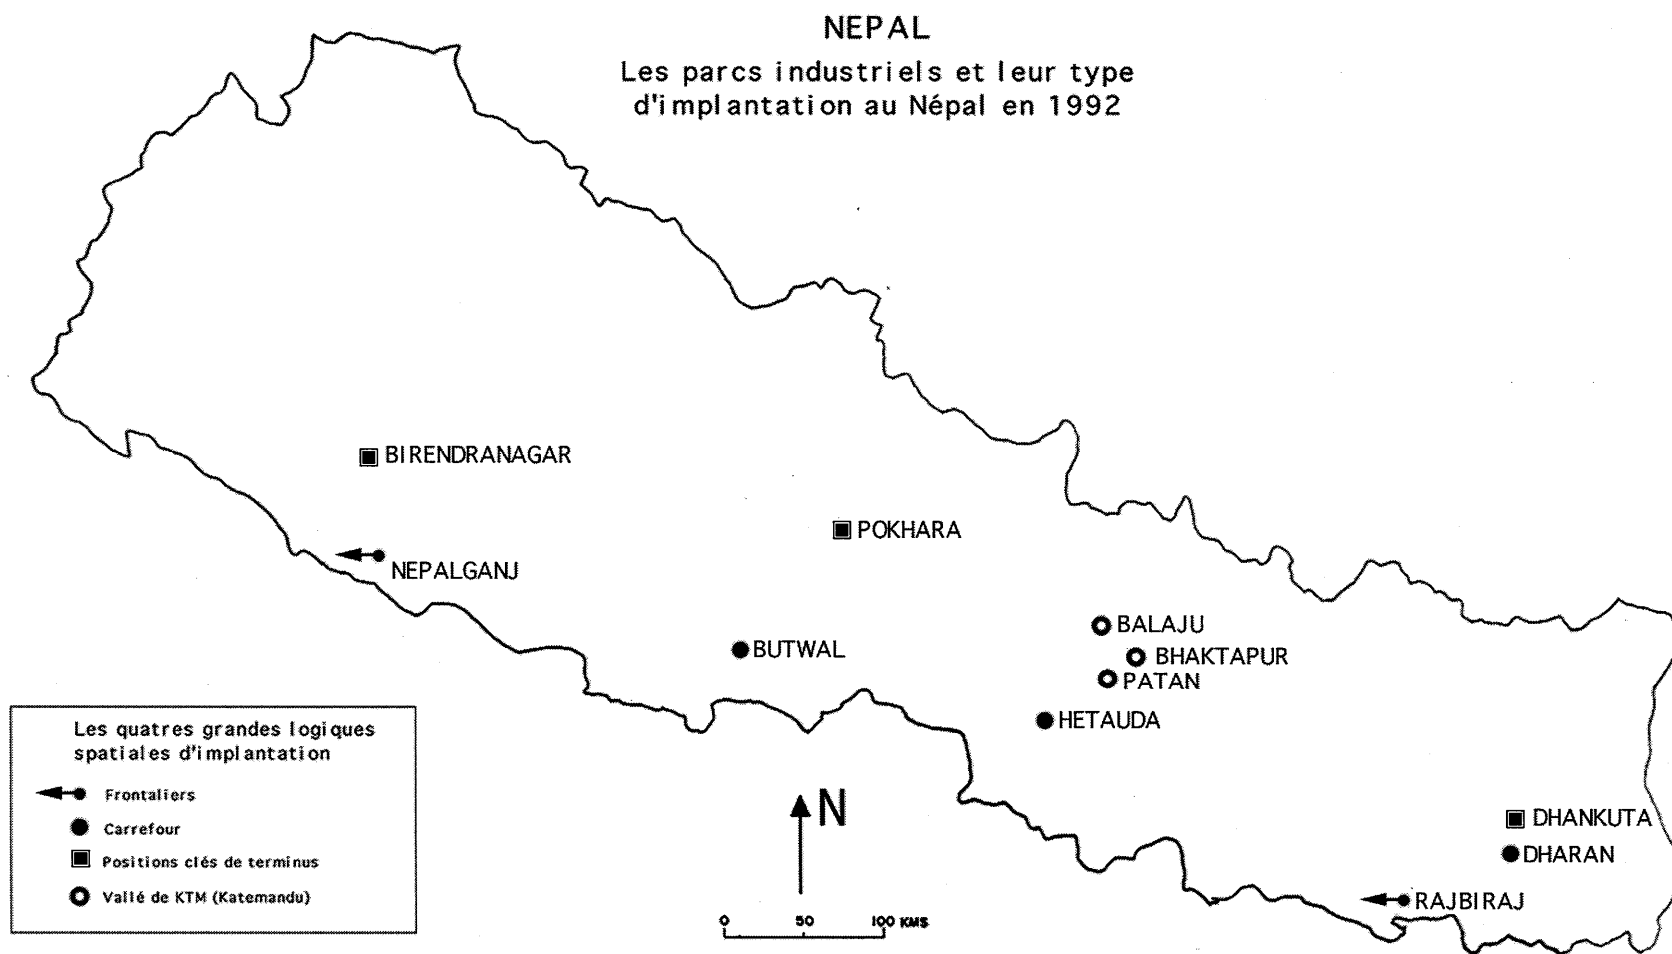 NEPAL
Les parcs industriels et leur type
d'implantation au Népal en 1992
BIRENDRANAGAR
POKHARA
NEPALGANJ
BALAJU
BUTWAL
BHAKTAPUR
PATAN
HETAUDA
Les quatres grandes logiques
spatiales d'implantation
Frontaliers
Carrefour
Positions clés de terminus
Vallé de KTM (Katemandu)
N
0 50 100 KMS
DHANKUTA
DHARAN
RAJBIRAJ